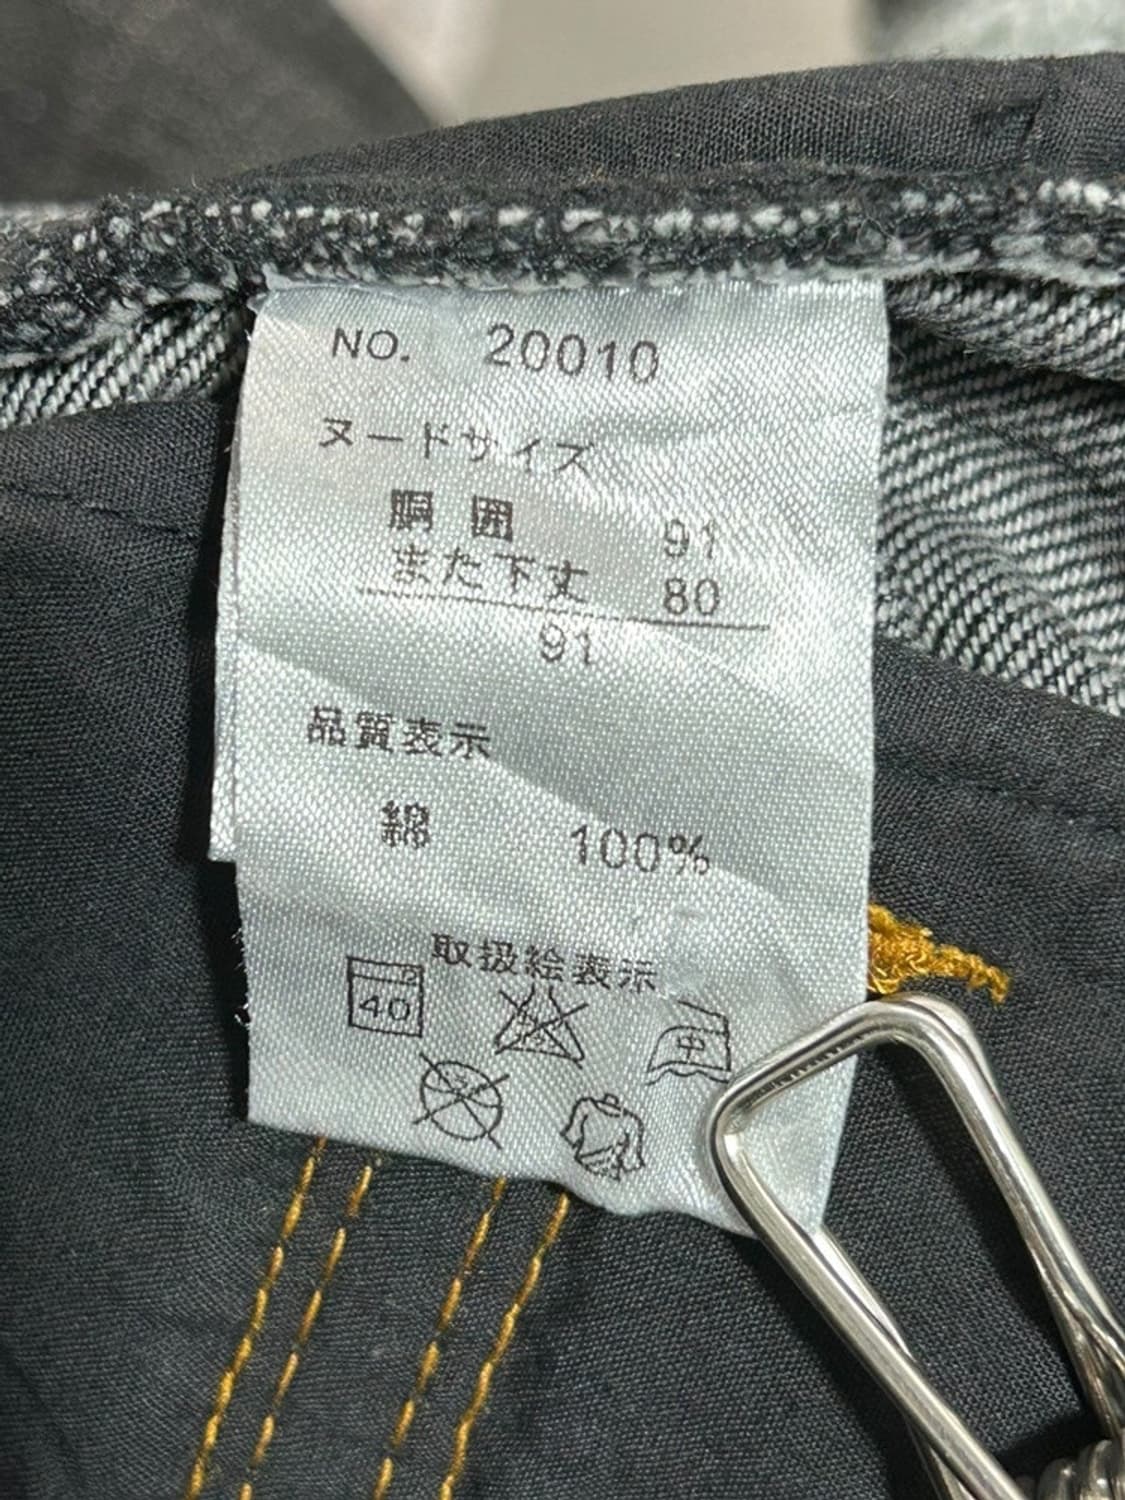 NO. 20010
ヌードサイズ
胴 囲 91
また下丈 80
91
品質表示
綿 100%
取扱絵表示
40
中